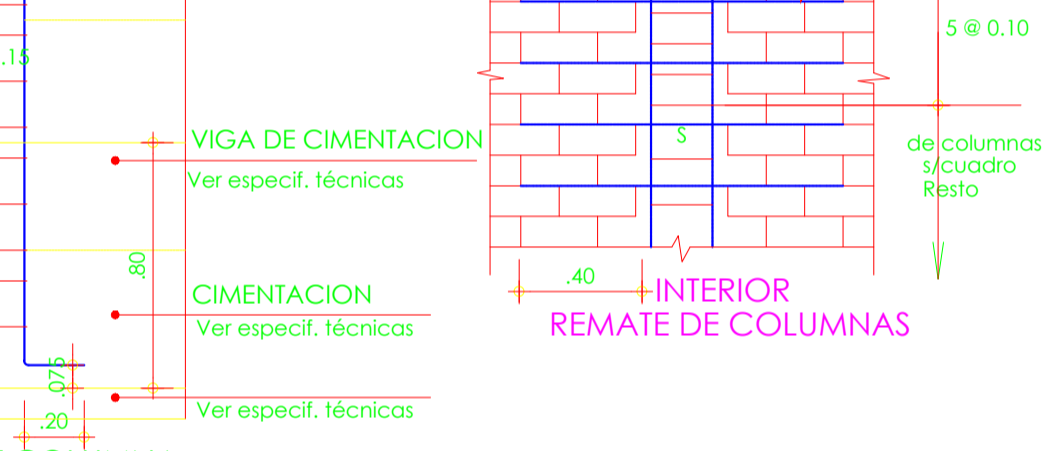 .15
VIGA DE CIMENTACION
Ver especif. técnicas
.80
CIMENTACION
Ver especif. técnicas
.075
Ver especif. técnicas
.20
S
.40
INTERIOR
REMATE DE COLUMNAS
5 @ 0.10
de columnas
s/cuadro
Resto